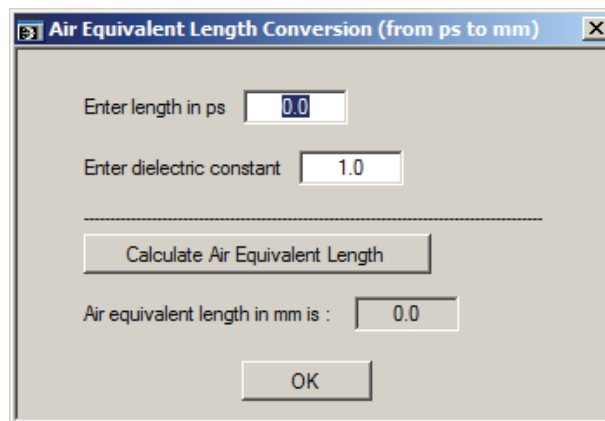 Air Equivalent Length Conversion (from ps to mm)
Enter length in ps 0.0
Enter dielectric constant 1.0
Calculate Air Equivalent Length
Air equivalent length in mm is : 0.0
OK